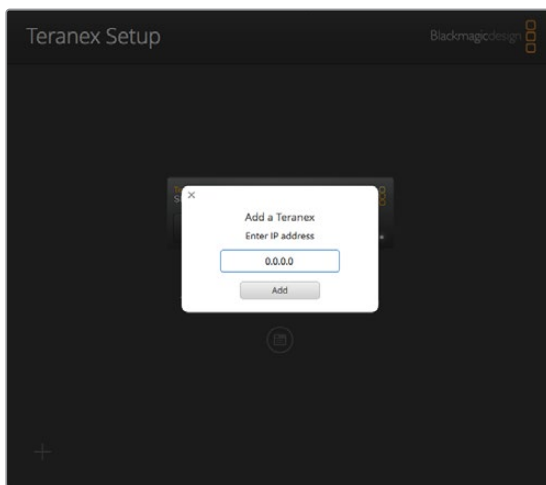 Teranex Setup
Blackmagicdesign
Add a Teranex
Enter IP address
0.0.0.0
Add